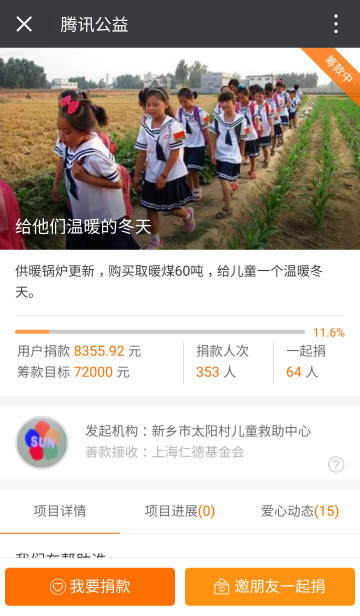 腾讯公益
筹款中
给他们温暖的冬天
供暖锅炉更新，购买取暖煤60吨，给儿童一个温暖冬
天。
11.6%
用户捐款 8355.92 元 捐款人次 一起捐
筹款目标 72000 元 353 人 64 人
SUN
发起机构：新乡市太阳村儿童救助中心
善款接收：上海仁德基金会
?
项目详情 项目进展(0) 爱心动态(15)
我们在帮助谁：
我要捐款 邀朋友一起捐